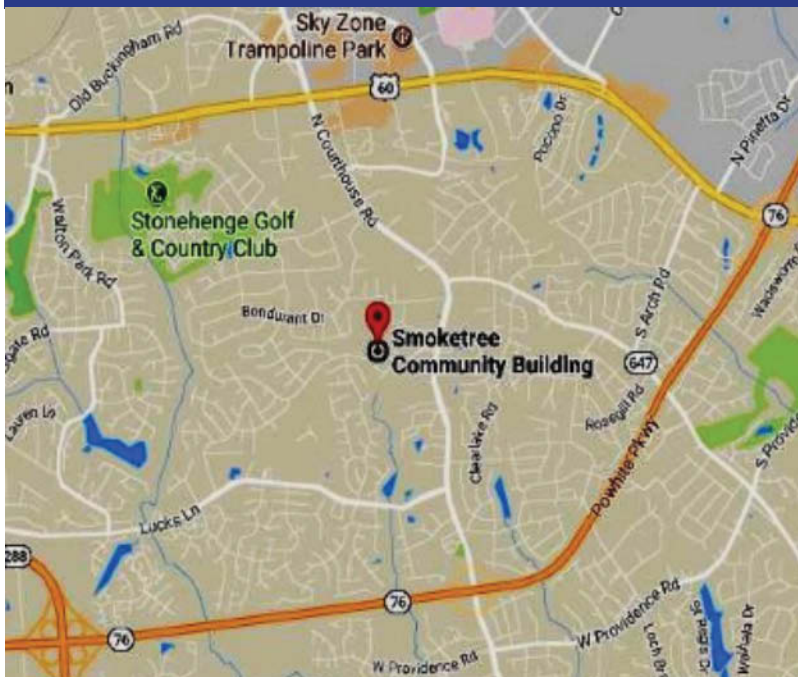 Sky Zone
Trampoline Park
Old Buckingham Rd
60
N Courthouse Rd
Pocono Dr
N Pinetta Dr
76
Stonehenge Golf
& Country Club
Walton Park Rd
Bondurant Dr
Smoketree
Community Building
S Arch Rd
647
Lauren Ln
Clearlake Rd
Rosegill Rd
Powhite Pkwy
Lucks Ln
288
76
76
W Providence Rd
W Providence Rd